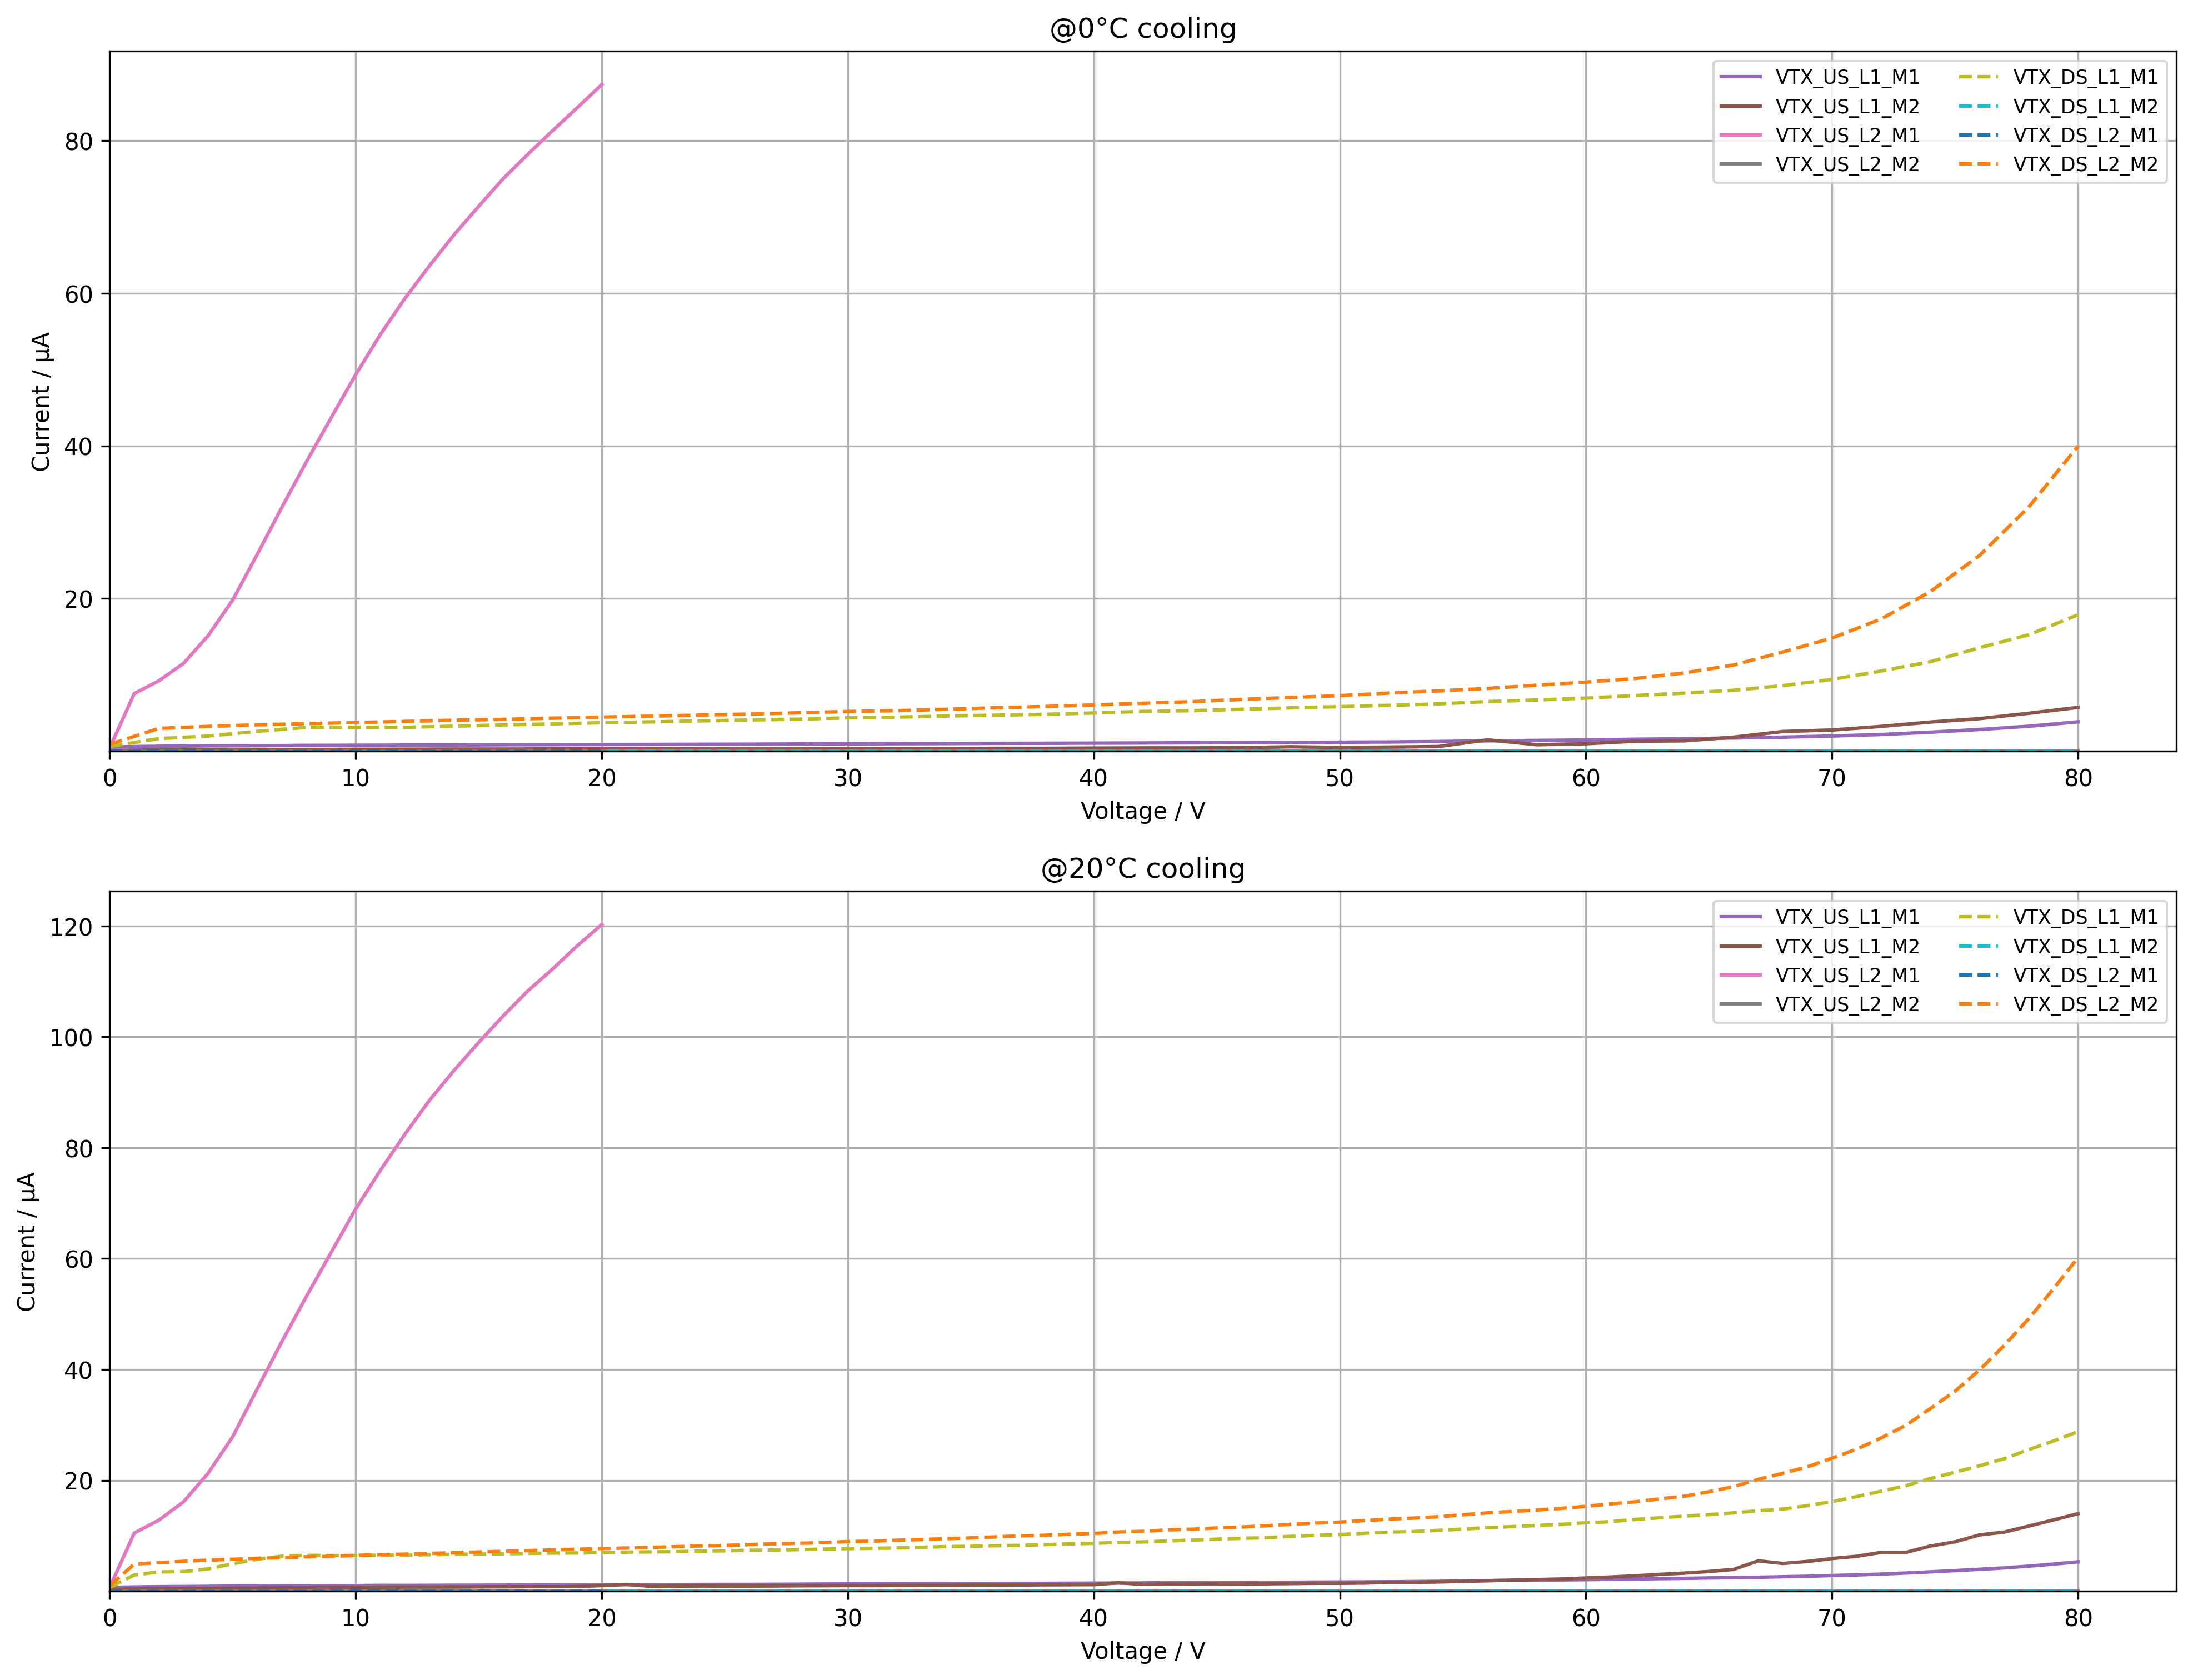 @0°C cooling
Current / µA
80
60
40
20
VTX_US_L1_M1
VTX_US_L1_M2
VTX_US_L2_M1
VTX_US_L2_M2
VTX_DS_L1_M1
VTX_DS_L1_M2
VTX_DS_L2_M1
VTX_DS_L2_M2
0 10 20 30 40 50 60 70 80
Voltage / V
@20°C cooling
Current / µA
120
100
80
60
40
20
VTX_US_L1_M1
VTX_US_L1_M2
VTX_US_L2_M1
VTX_US_L2_M2
VTX_DS_L1_M1
VTX_DS_L1_M2
VTX_DS_L2_M1
VTX_DS_L2_M2
0 10 20 30 40 50 60 70 80
Voltage / V